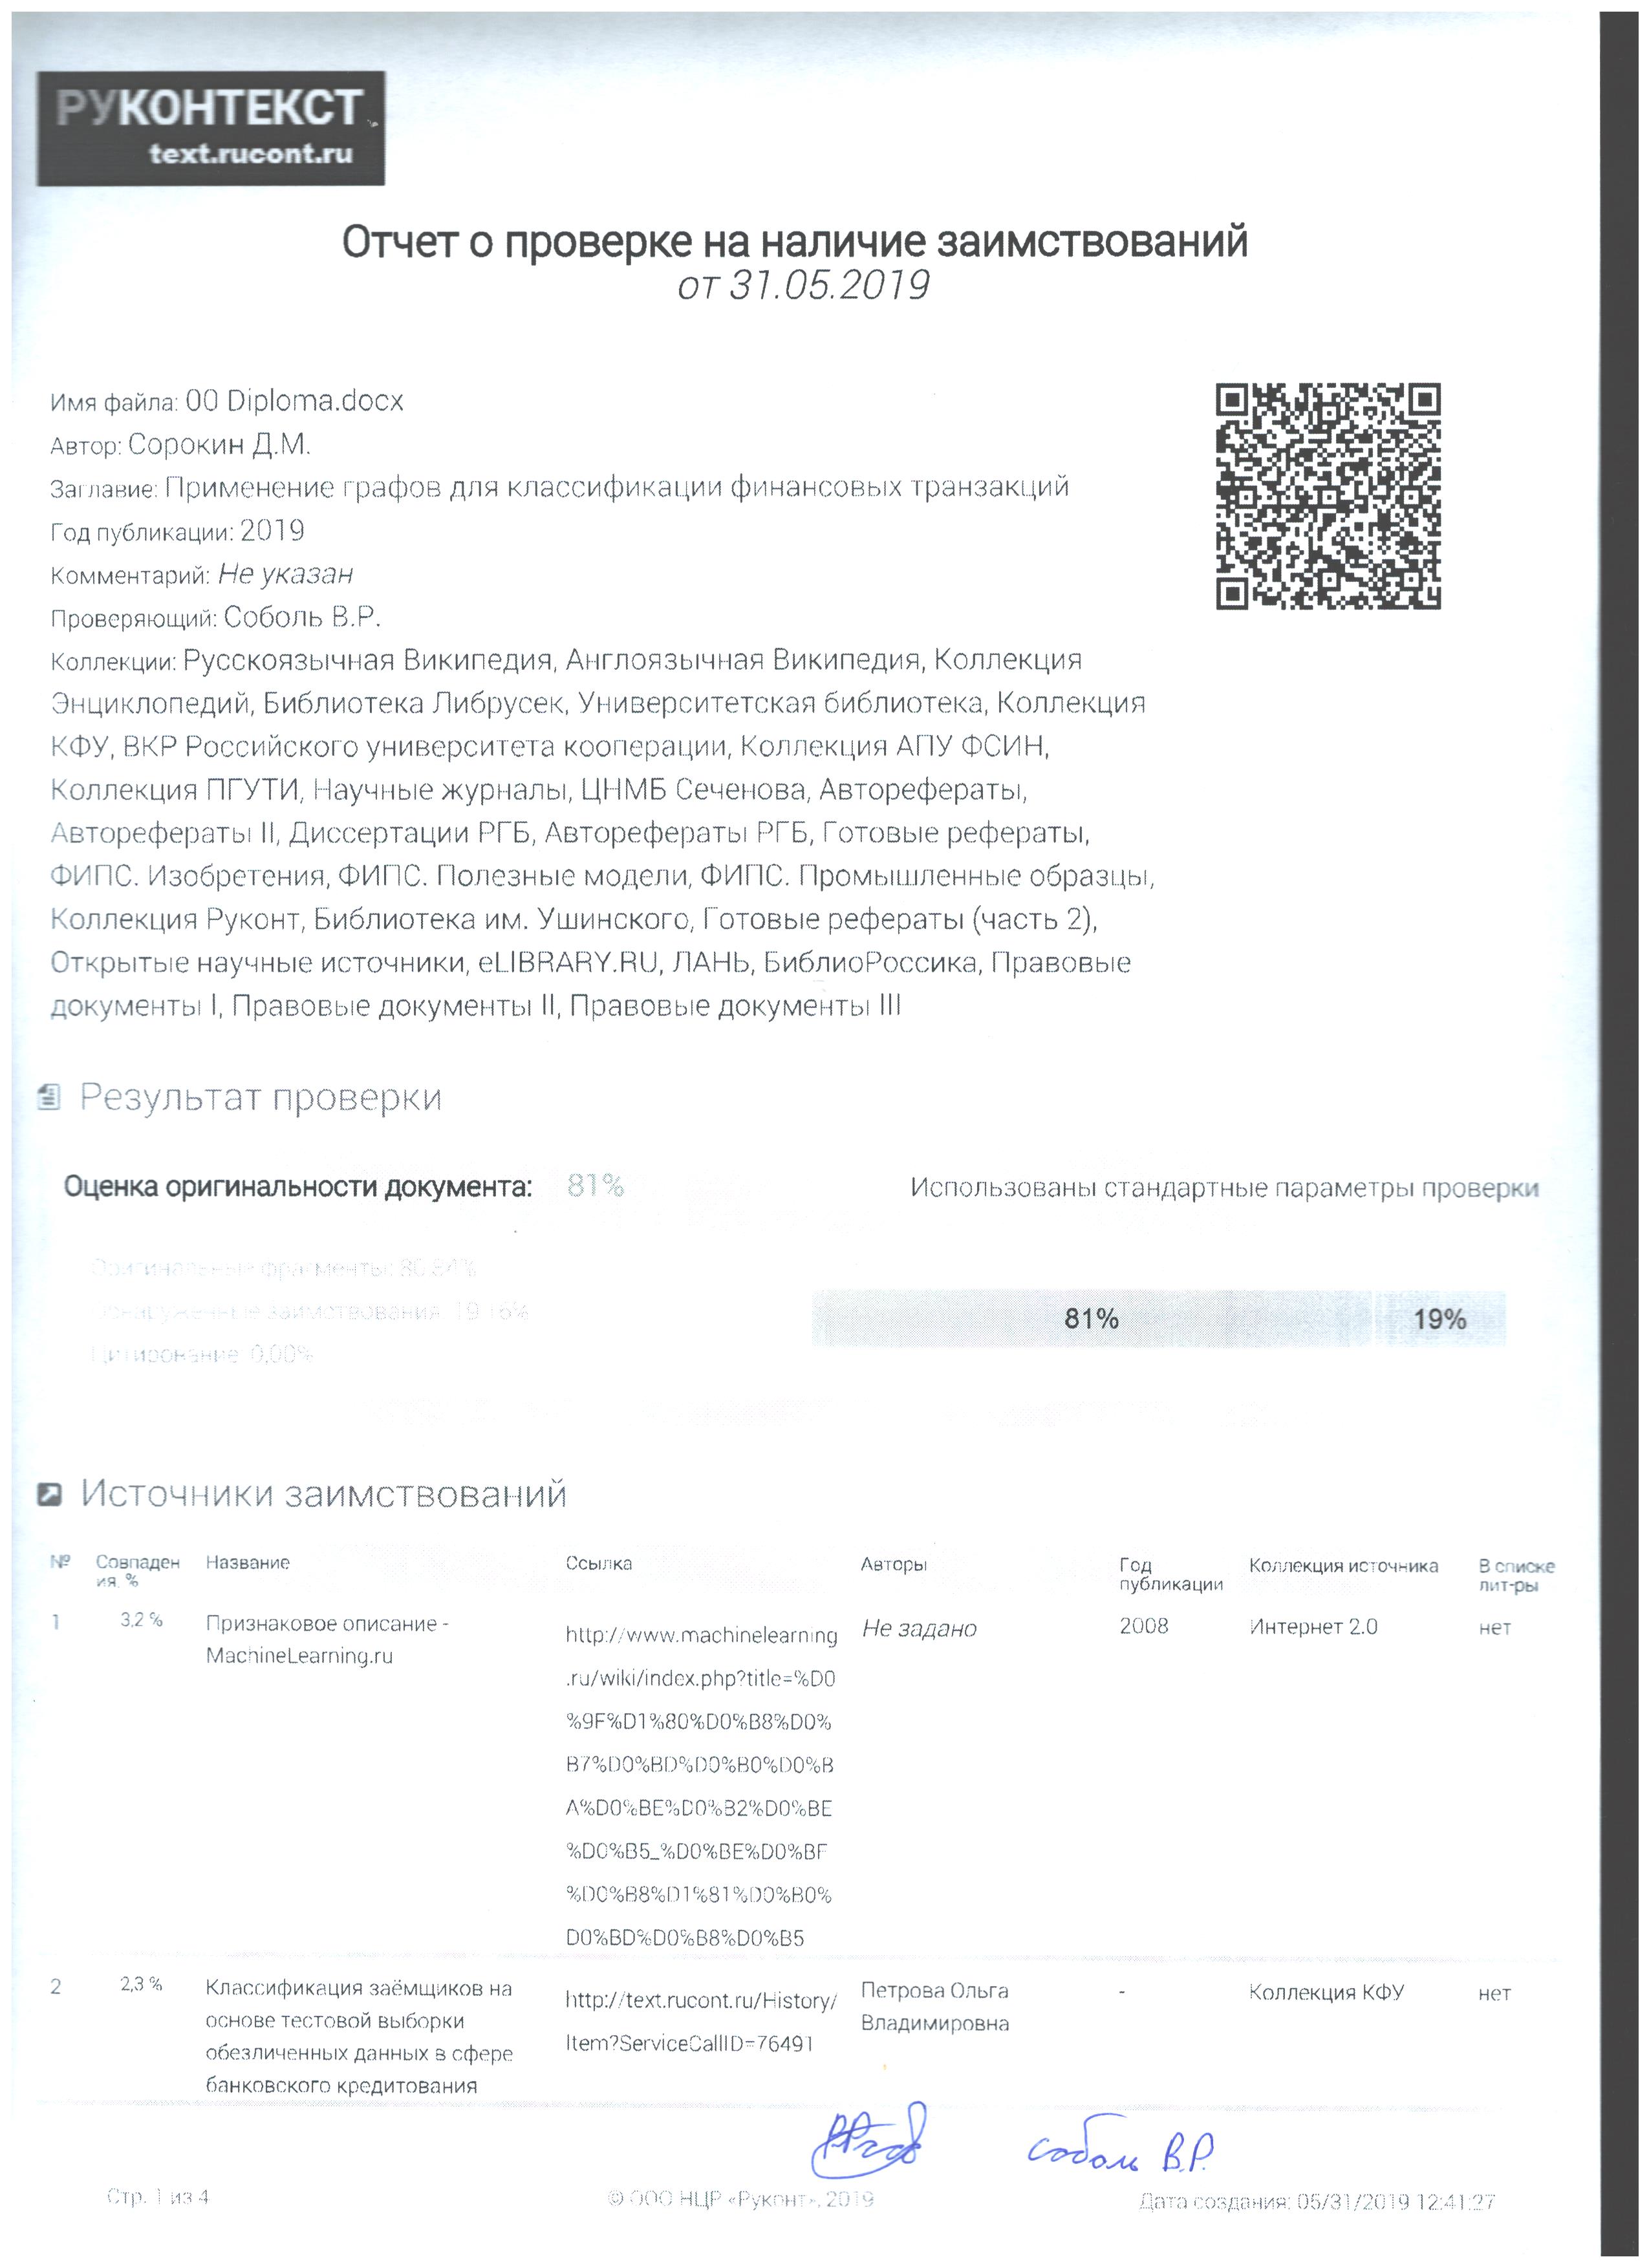 РУКОНТЕКСТ
text.rucont.ru
Отчет о проверке на наличие заимствований
от 31.05.2019
Имя файла: 00 Diploma.docx
Автор: Сорокин Д.М.
Заглавие: Применение графов для классификации финансовых транзакций
Год публикации: 2019
Комментарий: Не указан
Проверяющий: Соболь В.Р.
Коллекции: Русскоязычная Википедия, Англоязычная Википедия, Коллекция
Энциклопедий, Библиотека Либрусек, Университетская библиотека, Коллекция
КФУ, ВКР Российского университета кооперации, Коллекция АПУ ФСИН,
Коллекция ПГУТИ, Научные журналы, ЦНМБ Сеченова, Авторефераты,
Авторефераты II, Диссертации РГБ, Авторефераты РГБ, Готовые рефераты,
ФИПС. Изобретения, ФИПС. Полезные модели, ФИПС. Промышленные образцы,
Коллекция Руконт, Библиотека им. Ушинского, Готовые рефераты (часть 2),
Открытые научные источники, eLIBRARY.RU, ЛАНЬ, БиблиоРоссика, Правовые
документы I, Правовые документы II, Правовые документы III
Результат проверки
Оценка оригинальности документа: 81%
Использованы стандартные параметры проверки
Оригинальные фрагменты: 80,84%
Обнаруженные заимствования: 19,16%
Цитирование: 0,00%
81% 19%
Источники заимствований
№ Совпаден Название Ссылка Авторы Год Коллекция источника В списке
ия, % публикации лит-ры
1 3,2 % Признаковое описание - http://www.machinelearning Не задано 2008 Интернет 2.0 нет
MachineLearning.ru .ru/wiki/index.php?title=%D0
%9F%D1%80%D0%B8%D0%
B7%D0%BD%D0%B0%D0%B
A%D0%BE%D0%B2%D0%BE
%D0%B5_%D0%BE%D0%BF
%D0%B8%D1%81%D0%B0%
D0%BD%D0%B8%D0%B5
2 2,3 % Классификация заёмщиков на http://text.rucont.ru/History/ Петрова Ольга - Коллекция КФУ нет
основе тестовой выборки Item?ServiceCallID=76491 Владимировна
обезличенных данных в сфере
банковского кредитования
Соболь В.Р.
Стр. 1 из 4 © ООО НЦР «Руконт», 2019 Дата создания: 05/31/2019 12:41:27